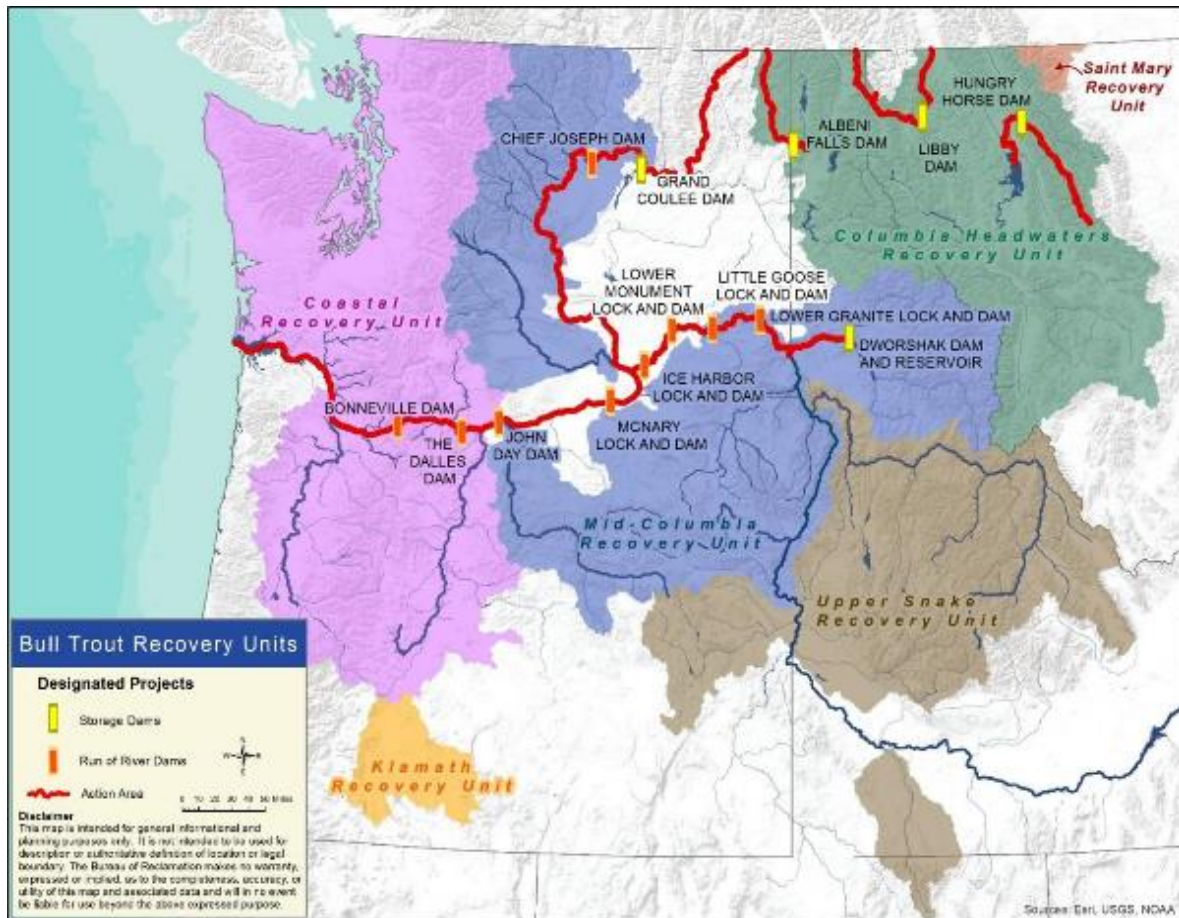 Saint Mary
Recovery
Unit
HUNGRY
HORSE DAM
CHIEF JOSEPH DAM
ALBENI
FALLS DAM
LIBBY
DAM
GRAND
COULEE DAM
Columbia Headwaters
Recovery Unit
LOWER
MONUMENT
LOCK AND DAM
LITTLE GOOSE
LOCK AND DAM
Coastal
Recovery Unit
LOWER GRANITE LOCK AND DAM
DWORSHAK DAM
AND RESERVOIR
ICE HARBOR
LOCK AND DAM
BONNEVILLE DAM
THE
DALLES
DAM
JOHN
DAY DAM
MCNARY
LOCK AND DAM
Mid-Columbia
Recovery Unit
Upper Snake
Recovery Unit
Klamath
Recovery Unit
Bull Trout Recovery Units
Designated Projects
Storage Dams
Run of River Dams
N
W
E
S
Action Area
0 10 20 30 40 50 Miles
Disclaimer
This map is intended for general informational and
planning purposes only. It is not intended to be used for
description or authoritative definition of location or legal
boundary. The Bureau of Reclamation makes no warranty,
expressed or implied, as to the completeness, accuracy, or
utility of this map and associated data and will in no event
be liable for use beyond the above expressed purpose.
Sources: Esri, USGS, NOAA